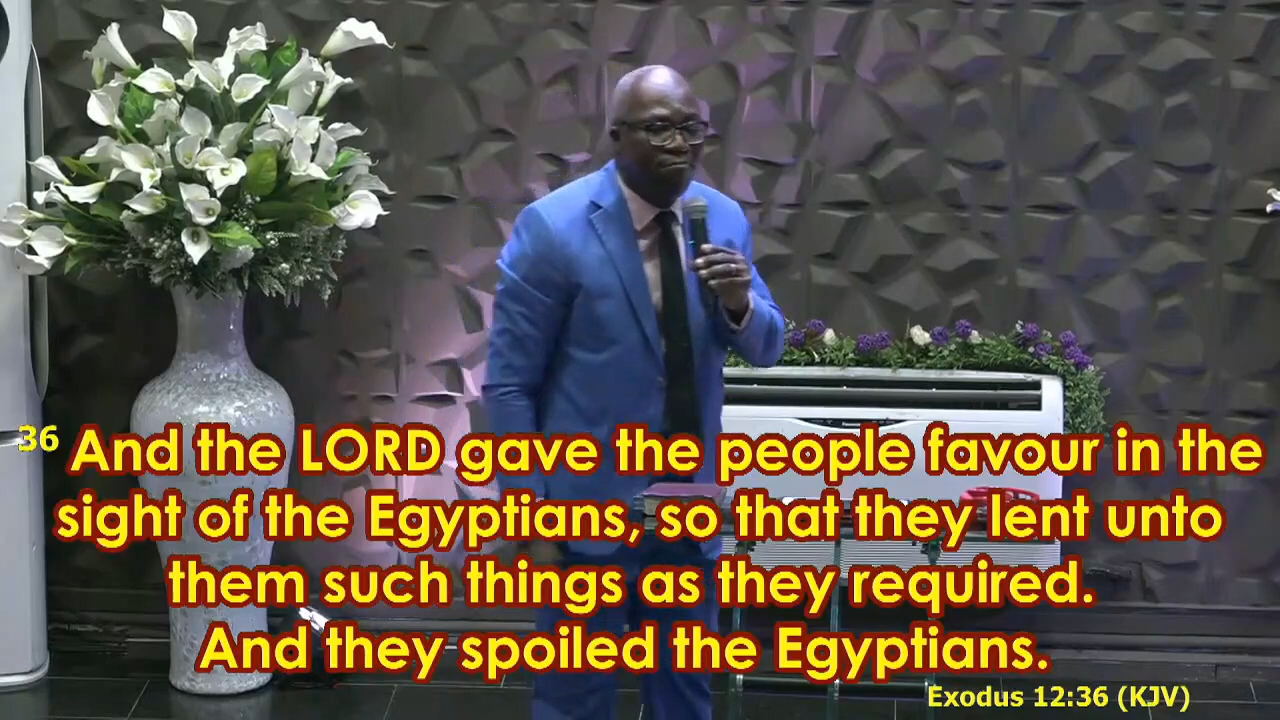 36 And the LORD gave the people favour in the
sight of the Egyptians, so that they lent unto
them such things as they required.
And they spoiled the Egyptians.
Exodus 12:36 (KJV)